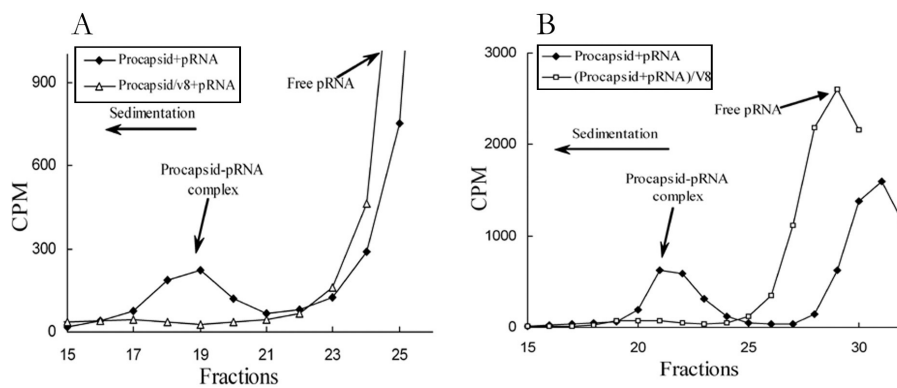 A
Procapsid+pRNA
Procapsid/v8+pRNA
Free pRNA
Sedimentation
Procapsid-pRNA
complex
CPM
900
600
300
0
15 17 19 21 23 25
Fractions
B
Procapsid+pRNA
(Procapsid+pRNA)/V8
Free pRNA
Sedimentation
Procapsid-pRNA
complex
CPM
3000
2000
1000
0
15 20 25 30
Fractions